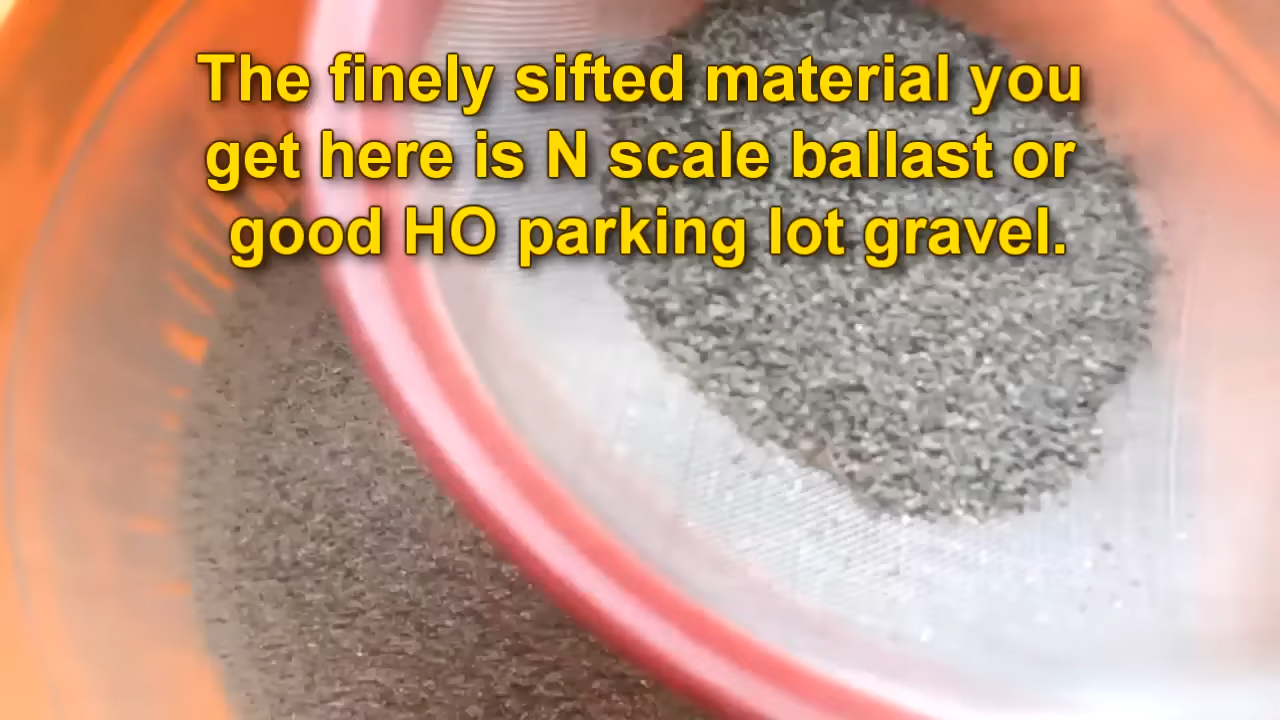 The finely sifted material you
get here is N scale ballast or
good HO parking lot gravel.